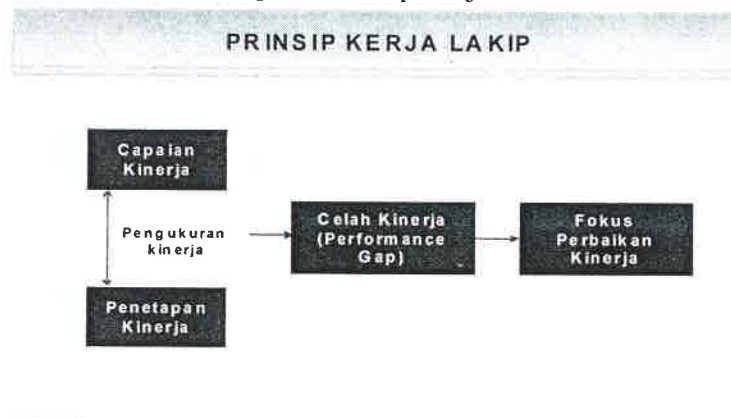 PRINSIP KERJA LAKIP
Capaian
Kinerja
Pengukuran
kinerja
Penetapan
Kinerja
Celah Kinerja
(Performance
Gap)
Fokus
Perbaikan
Kinerja